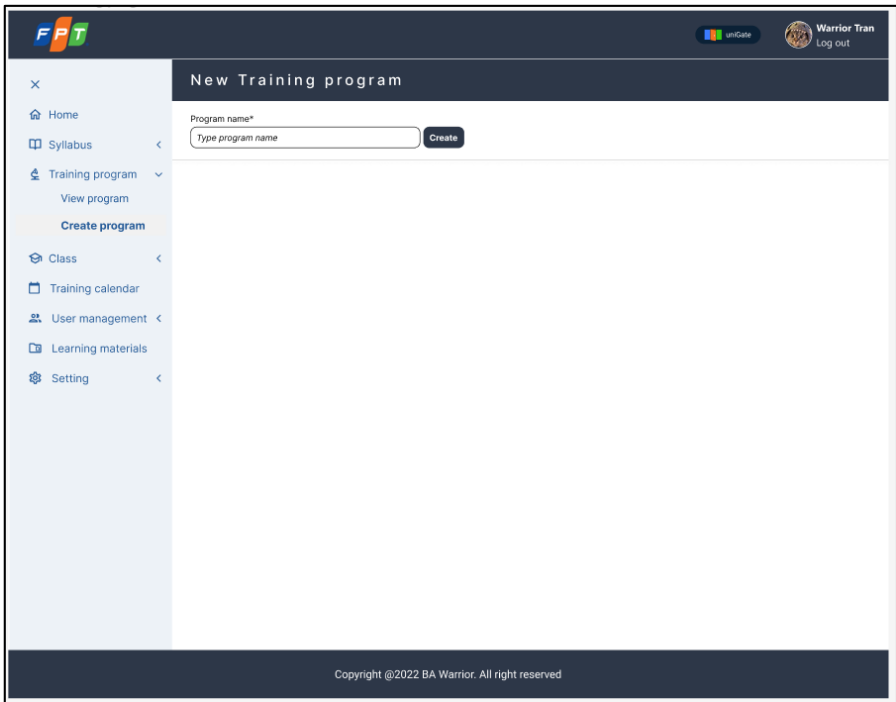 FPT
uniGate
Warrior Tran
Log out
New Training program
Home
Syllabus
Training program
View program
Create program
Class
Training calendar
User management
Learning materials
Setting
Program name*
Type program name
Create
Copyright @2022 BA Warrior. All right reserved